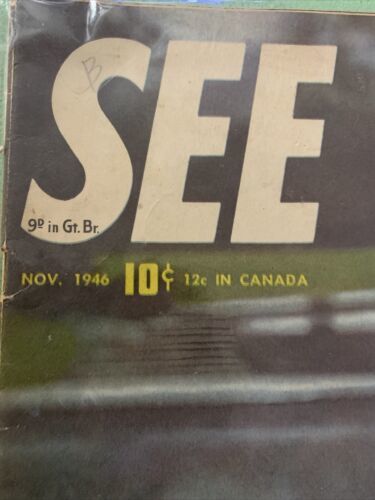 SEE
B
9D in Gt. Br.
NOV. 1946 10¢ 12c IN CANADA